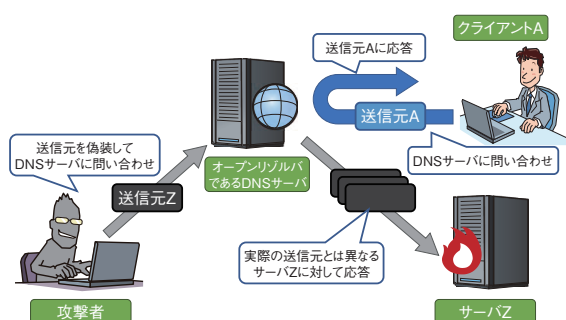 クライアントA
送信元Aに応答
送信元A
DNSサーバに問い合わせ
送信元を偽装して
DNSサーバに問い合わせ
送信元Z
オープンリゾルバ
であるDNSサーバ
実際の送信元とは異なる
サーバZに対して応答
攻撃者
サーバZ